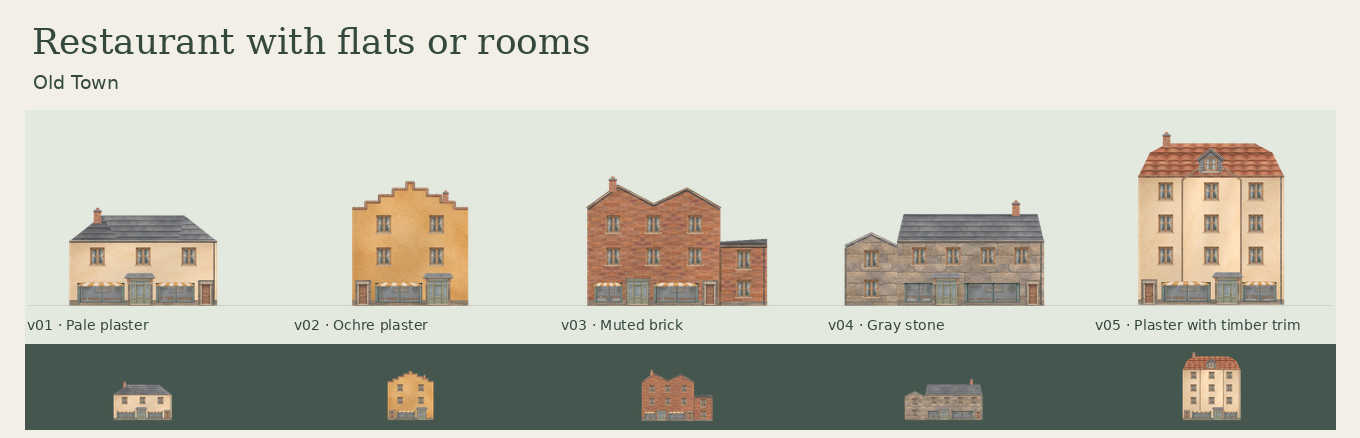 Restaurant with flats or rooms
Old Town
v01 · Pale plaster
v02 · Ochre plaster
v03 · Muted brick
v04 · Gray stone
v05 · Plaster with timber trim